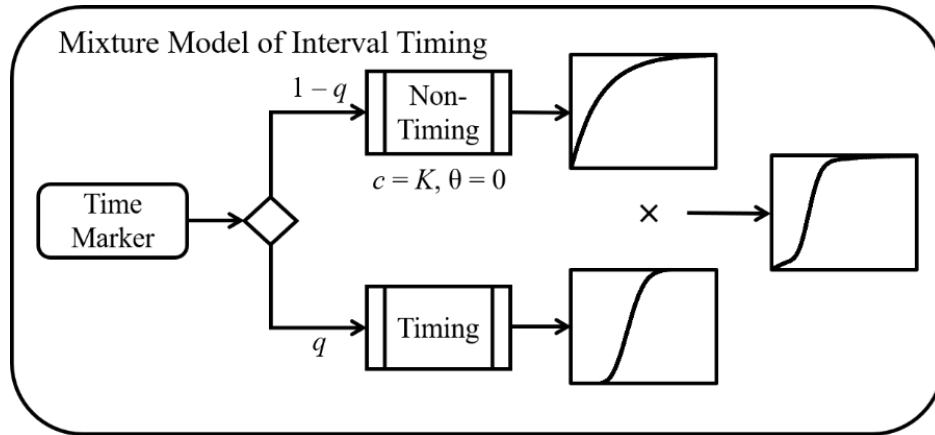 Mixture Model of Interval Timing
1 − q
Non-
Timing
c = K, θ = 0
Time
Marker
×
q
Timing